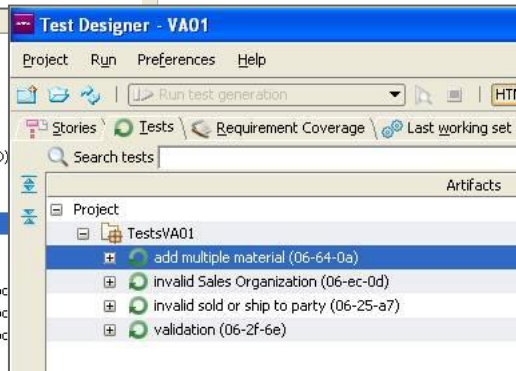 Test Designer - VA01
Project Run Preferences Help
Run test generation
Stories Tests Requirement Coverage Last working set
Search tests
Artifacts
Project
TestsVA01
add multiple material (06-64-0a)
invalid Sales Organization (06-ec-0d)
invalid sold or ship to party (06-25-a7)
validation (06-2f-6e)